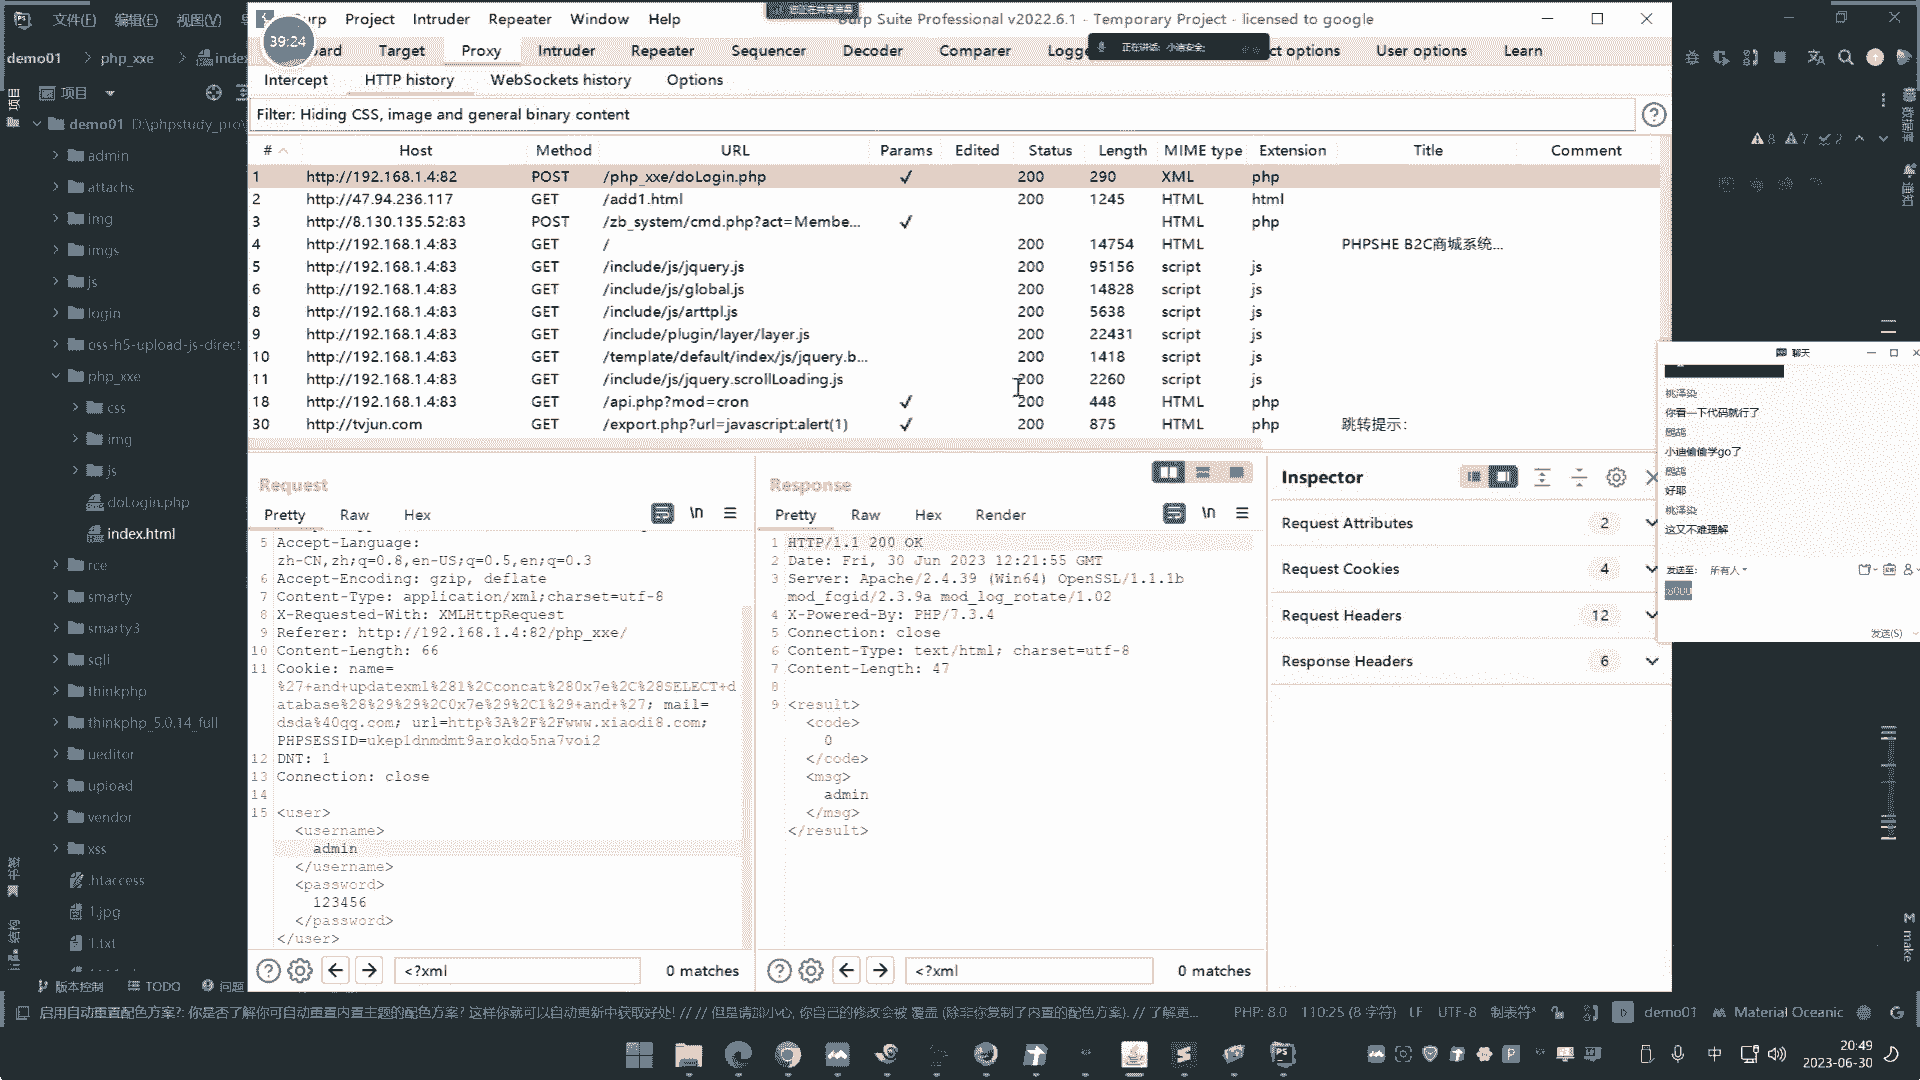 文件(F) 编辑(E) 视图(V)
Burp Project Intruder Repeater Window Help
Burp Suite Professional v2022.6.1 - Temporary Project - licensed to google
39:24
Target Proxy Intruder Repeater Sequencer Decoder Comparer Logge ct options User options Learn
正在讲话: 小迪安全;
demo01 php_xxe index
Intercept HTTP history WebSockets history Options
项目
Filter: Hiding CSS, image and general binary content
# Host Method URL Params Edited Status Length MIME type Extension Title Comment
1 http://192.168.1.4:82 POST /php_xxe/doLogin.php ✓ 200 290 XML php
2 http://47.94.236.117 GET /add1.html 200 1245 HTML html
3 http://8.130.135.52:83 POST /zb_system/cmd.php?act=Membe... ✓ HTML php
4 http://192.168.1.4:83 GET / 200 14754 HTML PHPSHE B2C商城系统...
5 http://192.168.1.4:83 GET /include/js/jquery.js 200 95156 script js
6 http://192.168.1.4:83 GET /include/js/global.js 200 14828 script js
8 http://192.168.1.4:83 GET /include/js/arttpl.js 200 5638 script js
9 http://192.168.1.4:83 GET /include/plugin/layer/layer.js 200 22431 script js
10 http://192.168.1.4:83 GET /template/default/index/js/jquery.b... 200 1418 script js
11 http://192.168.1.4:83 GET /include/js/jquery.scrollLoading.js 200 2260 script js
18 http://192.168.1.4:83 GET /api.php?mod=cron ✓ 200 448 HTML php
30 http://tvjun.com GET /export.php?url=javascript:alert(1) ✓ 200 875 HTML php 跳转提示:
demo01 D:\phpstudy_pro\
admin
attachs
img
imgs
js
login
oss-h5-upload-js-direct
php_xxe
css
img
js
doLogin.php
index.html
rce
smarty
smarty3
sqli
thinkphp
thinkphp_5.0.14_full
ueditor
upload
vendor
xss
.htaccess
1.jpg
1.txt
Request
Pretty Raw Hex
5 Accept-Language:
zh-CN,zh;q=0.8,en-US;q=0.5,en;q=0.3
6 Accept-Encoding: gzip, deflate
7 Content-Type: application/xml;charset=utf-8
8 X-Requested-With: XMLHttpRequest
9 Referer: http://192.168.1.4:82/php_xxe/
10 Content-Length: 66
11 Cookie: name=
%27+and+updatexml%281%2Cconcat%280x7e%2C%28SELECT+d
atabase%28%29%29%2C0x7e%29%2C1%29+and+%27; mail=
dsda%40qq.com; url=http%3A%2F%2Fwww.xiaodi8.com;
PHPSESSID=ukep1dnmdmt9arokdo5na7voi2
12 DNT: 1
13 Connection: close
14
15 <user>
<username>
admin
</username>
<password>
123456
</password>
</user>
<?xml 0 matches
Response
Pretty Raw Hex Render
1 HTTP/1.1 200 OK
2 Date: Fri, 30 Jun 2023 12:21:55 GMT
3 Server: Apache/2.4.39 (Win64) OpenSSL/1.1.1b
mod_fcgid/2.3.9a mod_log_rotate/1.02
4 X-Powered-By: PHP/7.3.4
5 Connection: close
6 Content-Type: text/html; charset=utf-8
7 Content-Length: 47
8
9 <result>
<code>
0
</code>
<msg>
admin
</msg>
</result>
<?xml 0 matches
Inspector
Request Attributes 2
Request Cookies 4
Request Headers 12
Response Headers 6
8 7 2
数据库
通知
聊天
桃泽染
你看一下代码就行了
小迪偷偷学go了
好耶
桃泽染
这又不难理解
发送至: 所有人
发送(S)
书签
结构
make
版本控制 TODO 问题
启用自动重置配色方案?: 你是否了解你可自动重置内置主题的配色方案? 这样你就可以自动更新中获取好处! // // 但是请加小心, 你自己的修改会被 覆盖 (除非你复制了内置的配色方案). // 了解更...
PHP: 8.0 110:25 (8 字符) LF UTF-8 制表符* demo01 Material Oceanic
中 20:49
2023-06-30